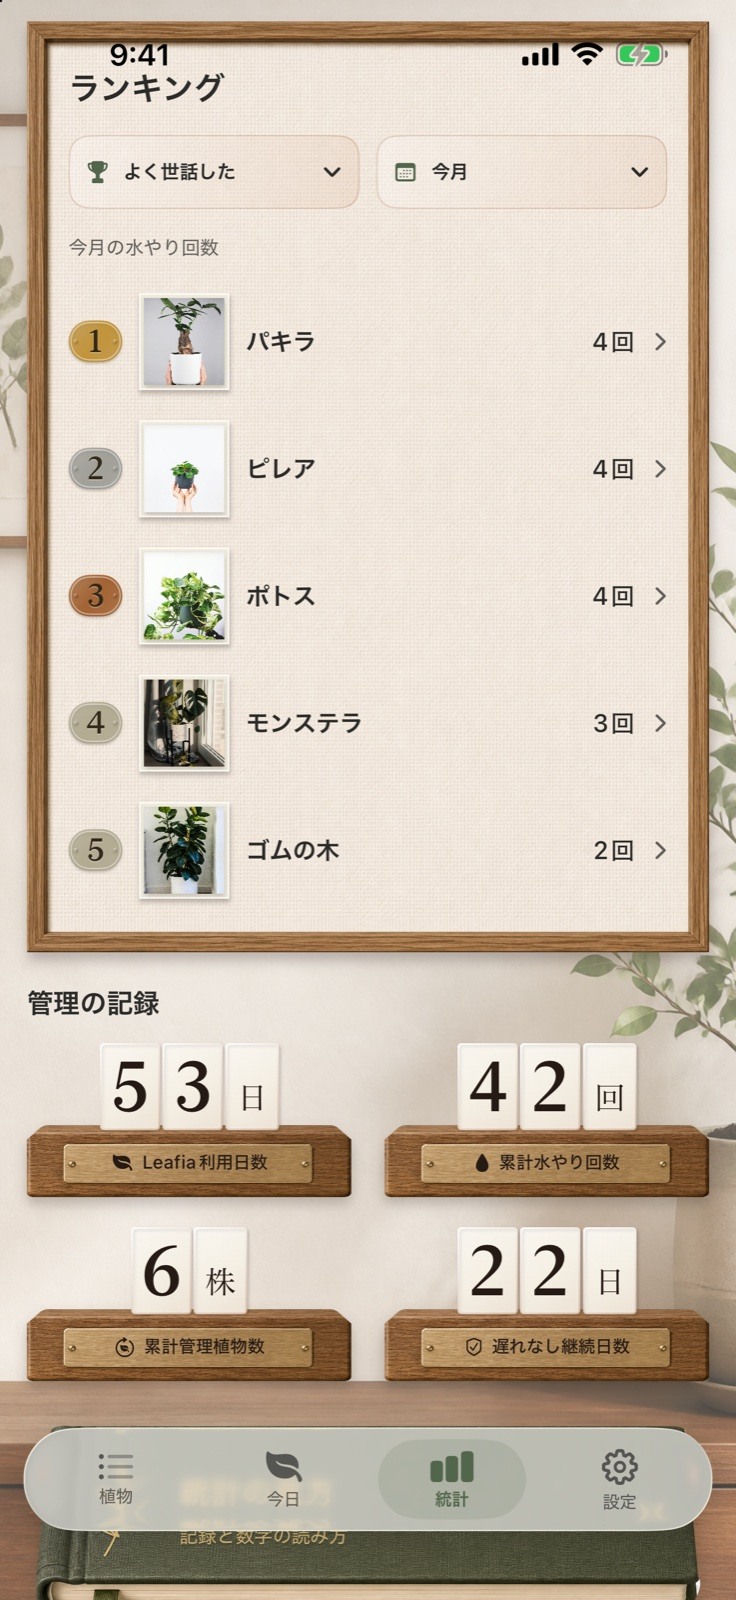 9:41
ランキング
よく世話した
今月
今月の水やり回数
1 パキラ 4回
2 ピレア 4回
3 ポトス 4回
4 モンステラ 3回
5 ゴムの木 2回
管理の記録
53日
Leafia利用日数
42回
累計水やり回数
6株
累計管理植物数
22日
遅れなし継続日数
植物
今日
統計
設定
記録と数字の読み方